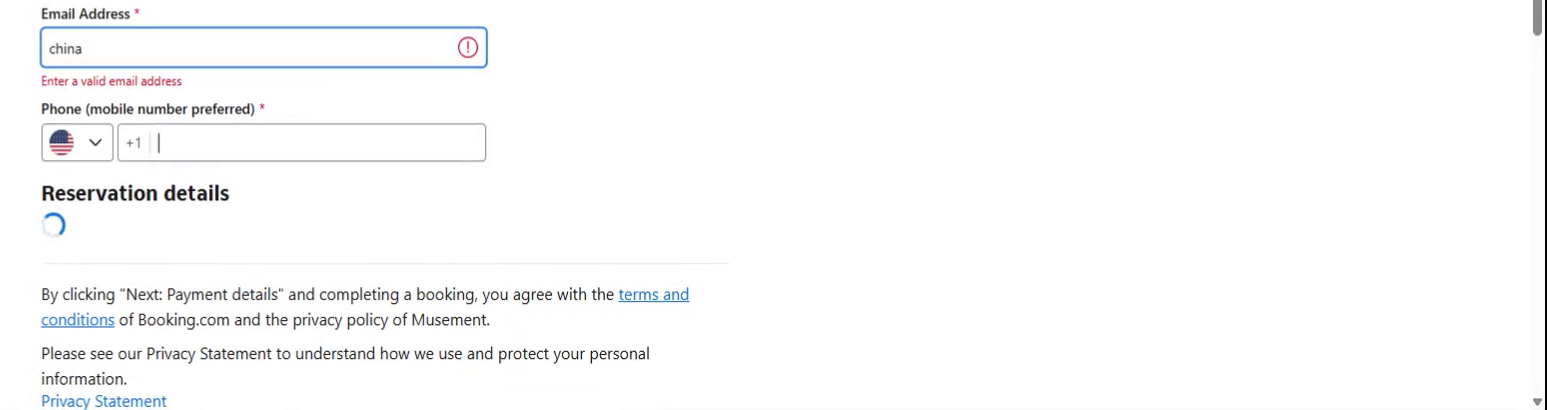 Email Address *
china
Enter a valid email address
Phone (mobile number preferred) *
+1
Reservation details
By clicking "Next: Payment details" and completing a booking, you agree with the terms and
conditions of Booking.com and the privacy policy of Musement.
Please see our Privacy Statement to understand how we use and protect your personal
information.
Privacy Statement